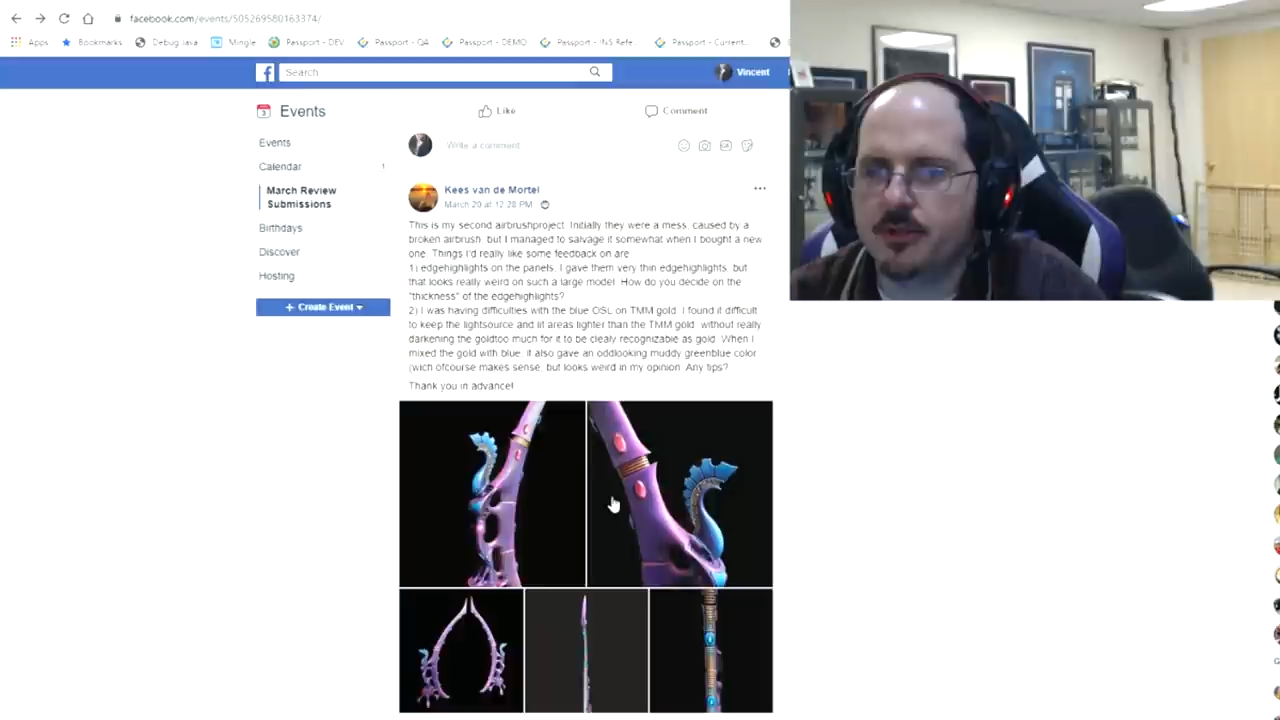 facebook.com/events/505269580163374/
Apps Bookmarks Debug Java Mingle Passport - DEV Passport - QA Passport - DEMO Passport - INS Refe... Passport - Current...
Search
Vincent
Events
Like Comment
Events
Write a comment
Calendar 1
March Review Submissions
Kees van de Mortel
March 20 at 12:28 PM
Birthdays
Discover
Hosting
+ Create Event
This is my second airbrushproject. Initially they were a mess, caused by a
broken airbrush, but I managed to salvage it somewhat when I bought a new
one. Things I'd really like some feedback on are
1) edgehighlights on the panels, I gave them very thin edgehighlights, but
that looks really weird on such a large model. How do you decide on the
"thickness" of the edgehighlights?
2) I was having difficulties with the blue OSL on TMM gold. I found it difficult
to keep the lightsource and lit areas lighter than the TMM gold, without really
darkening the goldtoo much for it to be clealy recognizable as gold. When I
mixed the gold with blue, it also gave an oddlooking muddy greenblue color
(wich ofcourse makes sense, but looks weird in my opinion. Any tips?
Thank you in advance!